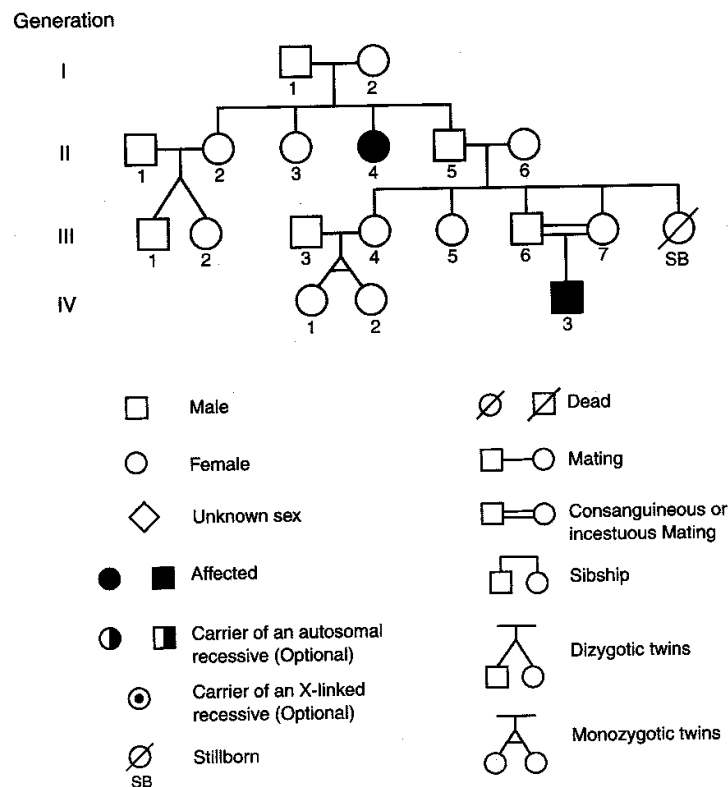 Generation
I
1 2
II
1 2 3 4 5 6
III
1 2 3 4 5 6 7 SB
IV
1 2 3
Male
Dead
Female
Mating
Unknown sex
Consanguineous or
incestuous Mating
Affected
Sibship
Carrier of an autosomal
recessive (Optional)
Dizygotic twins
Carrier of an X-linked
recessive (Optional)
Monozygotic twins
Stillborn
SB